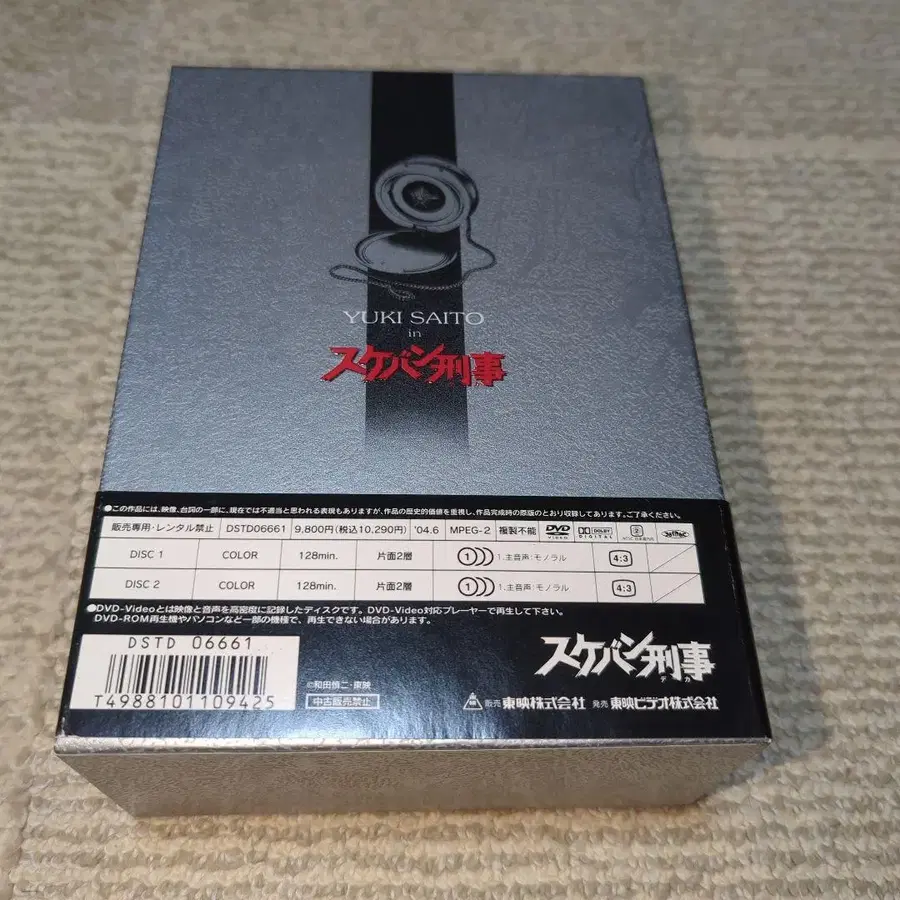 YUKI SAITO
in
スケバン刑事
●この作品には、映像、台詞の一部に、現在では不適当と思われる表現もありますが、作品の歴史的価値を重視し、作品完成時の原版のとおり収録してあります。ご了承ください。
販売専用・レンタル禁止 DSTD06661 9,800円(税込10.290円) '04.6 MPEG-2 複製不能 DVD VIDEO DOLBY DIGITAL 2
DISC 1 COLOR 128min. 片面2層 1 1.主音声:モノラル 4:3
DISC 2 COLOR 128min. 片面2層 1 1.主音声:モノラル 4:3
●DVD-Videoとは映像と音声を高密度に記録したディスクです。DVD-Video対応プレーヤーで再生して下さい。
DVD-ROM再生機やパソコンなど一部の機種で、再生できない場合があります。
DSTD 06661
T4988101109425
©和田慎二・東映
中古販売禁止
スケバン刑事
デカ
販売 東映株式会社 発売 東映ビデオ株式会社